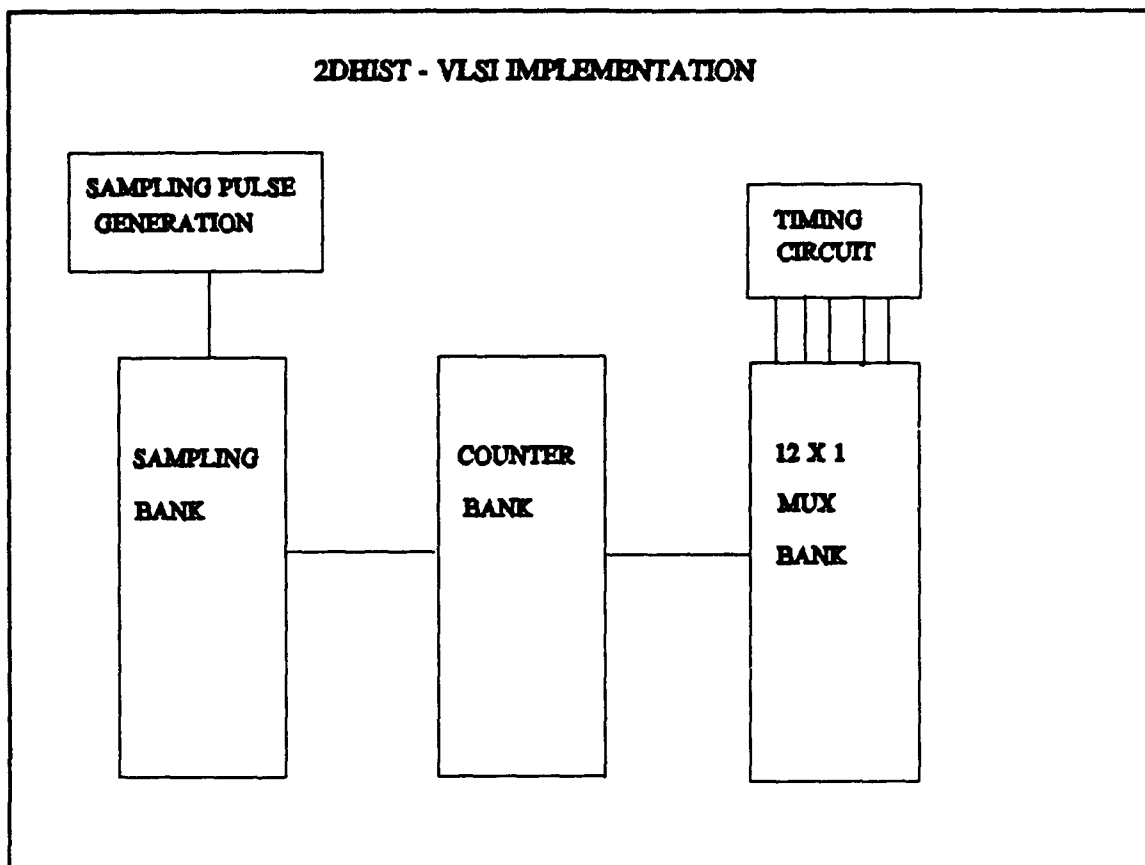 2DHIST - VLSI IMPLEMENTATION
SAMPLING PULSE
GENERATION
TIMING
CIRCUIT
SAMPLING
BANK
COUNTER
BANK
12 X 1
MUX
BANK